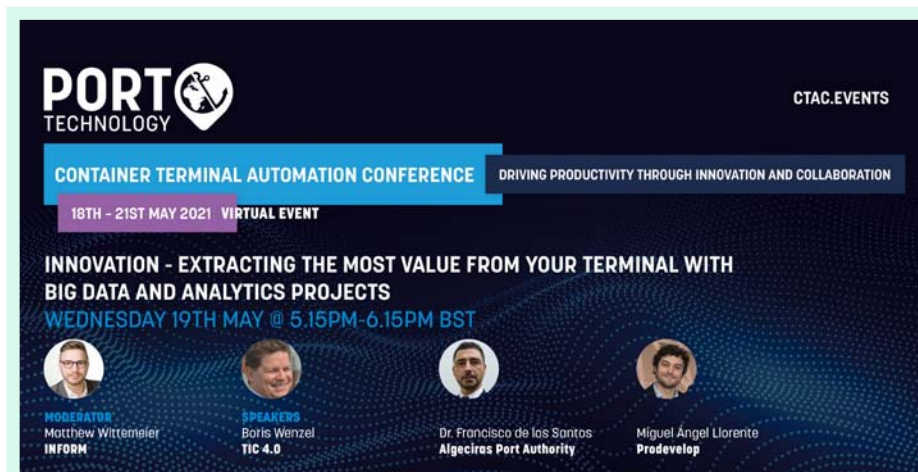 PORT
TECHNOLOGY
CTAC.EVENTS
CONTAINER TERMINAL AUTOMATION CONFERENCE
DRIVING PRODUCTIVITY THROUGH INNOVATION AND COLLABORATION
18TH - 21ST MAY 2021 VIRTUAL EVENT
INNOVATION - EXTRACTING THE MOST VALUE FROM YOUR TERMINAL WITH
BIG DATA AND ANALYTICS PROJECTS
WEDNESDAY 19TH MAY @ 5.15PM-6.15PM BST
MODERATOR
Matthew Wittemeier
INFORM
SPEAKERS
Boris Wenzel
TIC 4.0
Dr. Francisco de los Santos
Algeciras Port Authority
Miguel Ángel Llorente
Prodevelop